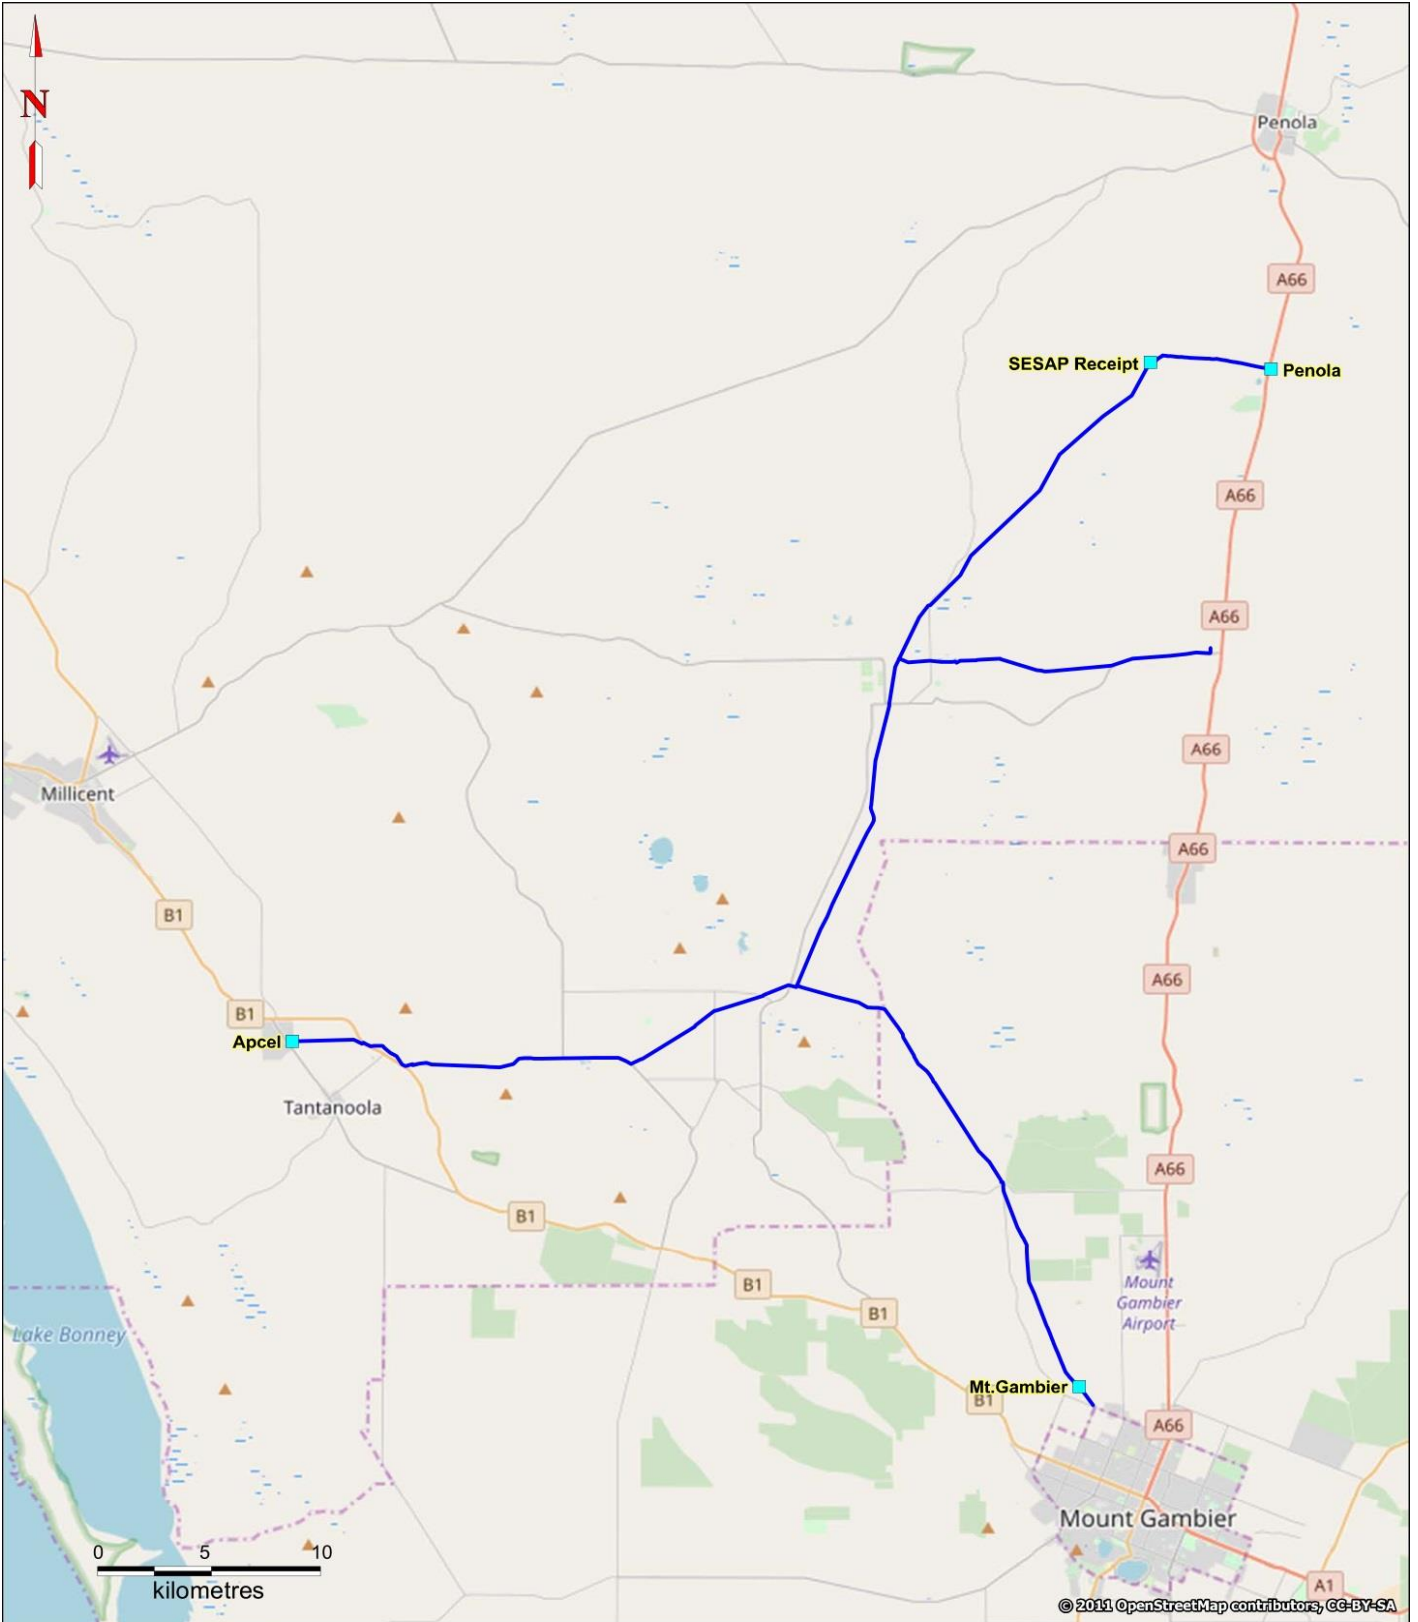 N
Penola
A66
SESAP Receipt
Penola
A66
A66
A66
Millicent
A66
B1
A66
B1
Apcel
Tantanoola
A66
B1
Mount
Gambier
Airport
B1
B1
Lake Bonney
Mt.Gambier
B1
A66
Mount Gambier
0 5 10
kilometres
A1
© 2011 OpenStreetMap contributors, CC-BY-SA